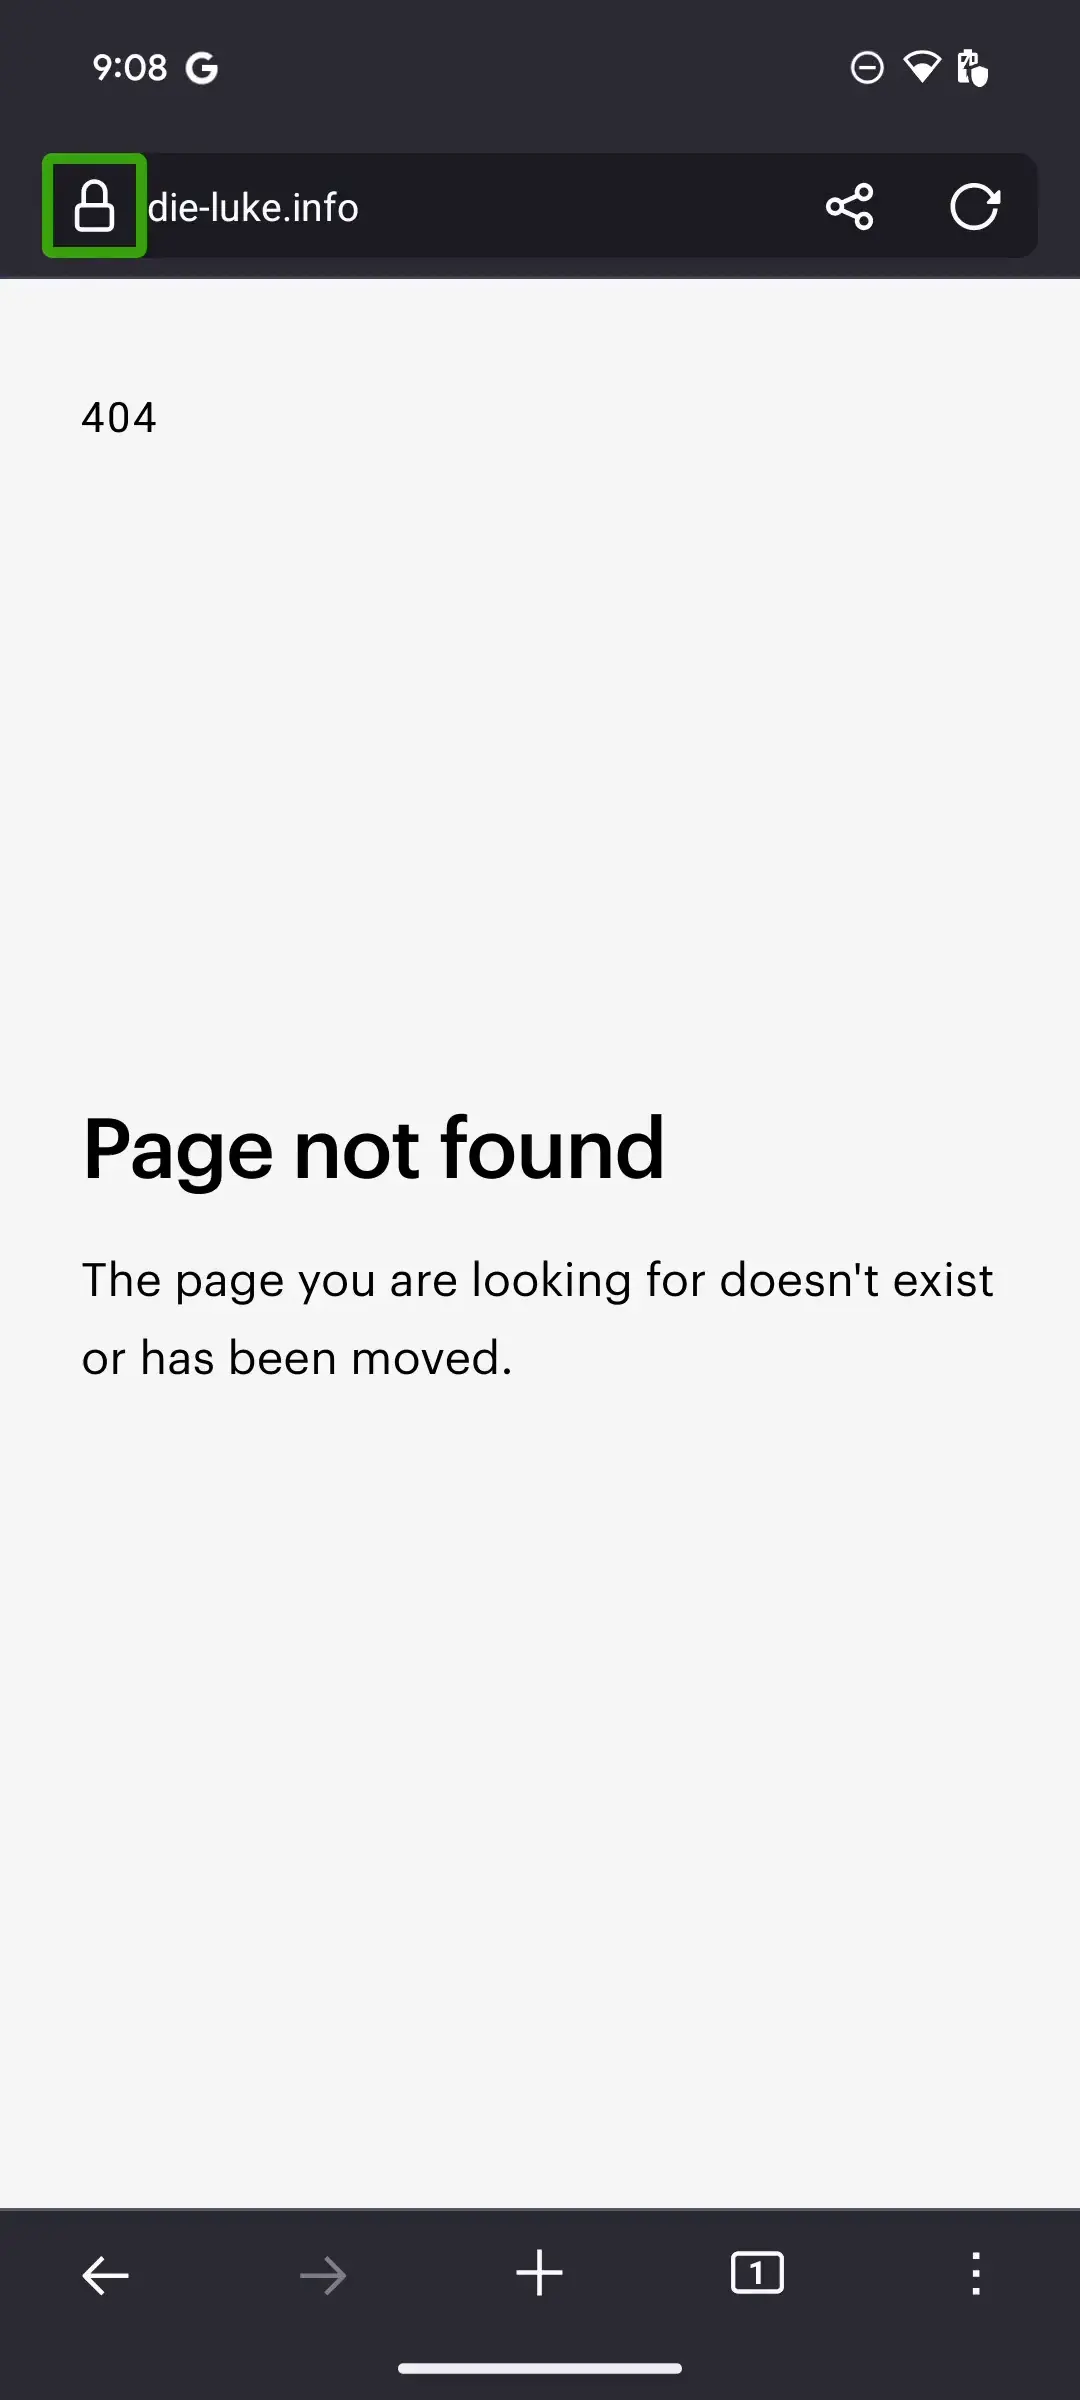 9:08 G
die-luke.info
404
Page not found
The page you are looking for doesn't exist
or has been moved.
1